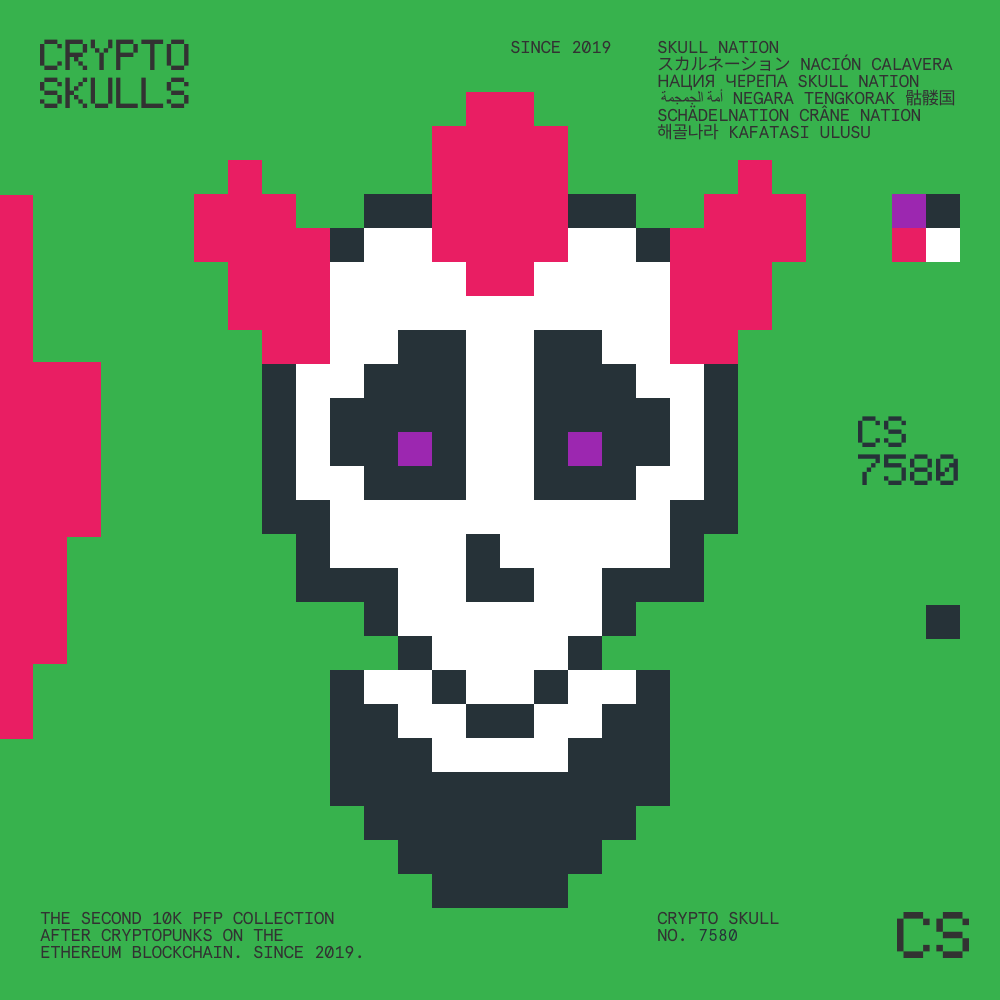 CRYPTO
SKULLS
SINCE 2019
SKULL NATION
スカルネーション NACIÓN CALAVERA
НАЦИЯ ЧЕРЕПА SKULL NATION
أمة الجمجمة NEGARA TENGKORAK 骷髅国
SCHÄDELNATION CRÂNE NATION
해골나라 KAFATASI ULUSU
CS
7580
THE SECOND 10K PFP COLLECTION
AFTER CRYPTOPUNKS ON THE
ETHEREUM BLOCKCHAIN. SINCE 2019.
CRYPTO SKULL
NO. 7580
CS